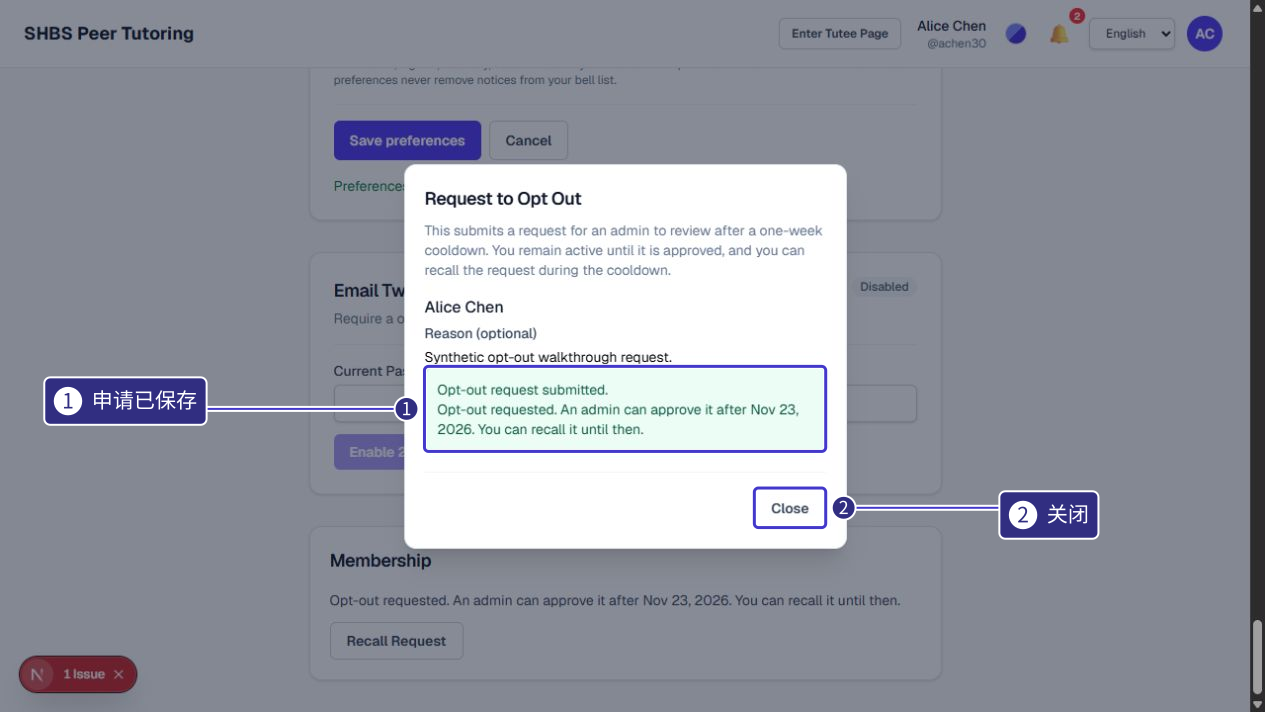 SHBS Peer Tutoring
Enter Tutee Page
Alice Chen
@achen30
2
English
AC
preferences never remove notices from your bell list.
Save preferences
Cancel
Preferences
Request to Opt Out
This submits a request for an admin to review after a one-week
cooldown. You remain active until it is approved, and you can
recall the request during the cooldown.
Email Tw
Disabled
Require a o
Alice Chen
Reason (optional)
Synthetic opt-out walkthrough request.
Current Pas
Opt-out request submitted.
Opt-out requested. An admin can approve it after Nov 23,
2026. You can recall it until then.
1 申请已保存
1
Enable 2
Close
2
2 关闭
Membership
Opt-out requested. An admin can approve it after Nov 23, 2026. You can recall it until then.
Recall Request
N 1 Issue